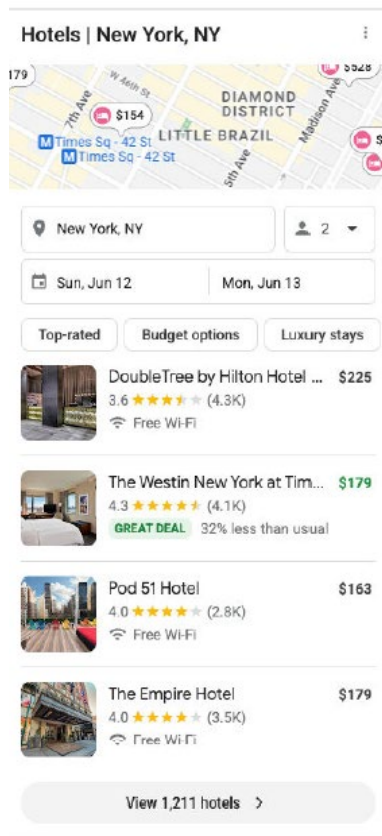 Hotels | New York, NY
179
W 46th St
$528
7th Ave
$154
DIAMOND
DISTRICT
Madison Ave
M Times Sq - 42 St
LITTLE BRAZIL
$
M Times Sq - 42 St
5th Ave
New York, NY
2
Sun, Jun 12
Mon, Jun 13
Top-rated
Budget options
Luxury stays
DoubleTree by Hilton Hotel ... $225
3.6 (4.3K)
Free Wi-Fi
The Westin New York at Tim... $179
4.3 (4.1K)
GREAT DEAL 32% less than usual
Pod 51 Hotel $163
4.0 (2.8K)
Free Wi-Fi
The Empire Hotel $179
4.0 (3.5K)
Free Wi-Fi
View 1,211 hotels